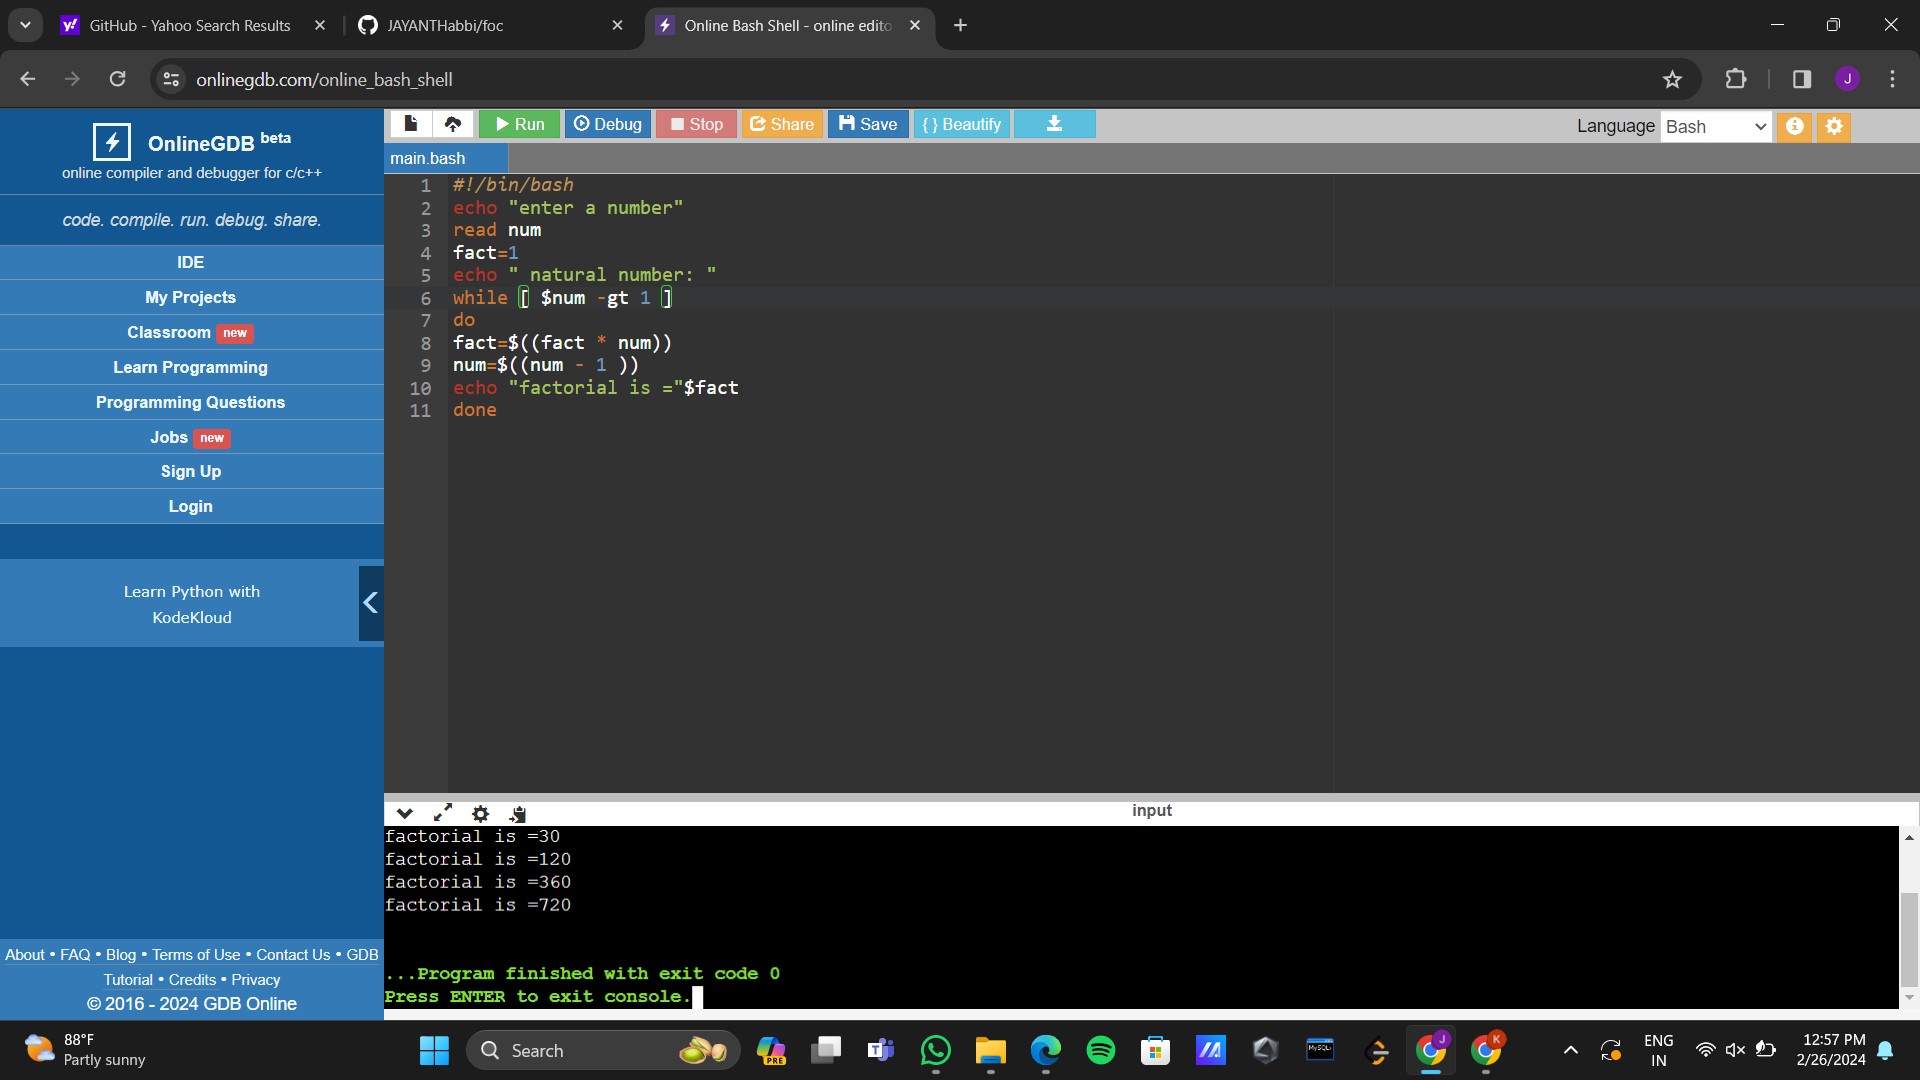 GitHub - Yahoo Search Results
JAYANTHabbi/foc
Online Bash Shell - online edito
onlinegdb.com/online_bash_shell
J
OnlineGDB beta
online compiler and debugger for c/c++
code. compile. run. debug. share.
IDE
My Projects
Classroom new
Learn Programming
Programming Questions
Jobs new
Sign Up
Login
Learn Python with
KodeKloud
About • FAQ • Blog • Terms of Use • Contact Us • GDB
Tutorial • Credits • Privacy
© 2016 - 2024 GDB Online
Run Debug Stop Share Save { } Beautify
Language Bash
main.bash
1 #!/bin/bash
2 echo "enter a number"
3 read num
4 fact=1
5 echo " natural number: "
6 while [ $num -gt 1 ]
7 do
8 fact=$((fact * num))
9 num=$((num - 1 ))
10 echo "factorial is ="$fact
11 done
input
factorial is =30
factorial is =120
factorial is =360
factorial is =720
...Program finished with exit code 0
Press ENTER to exit console.
88°F
Partly sunny
Search
PRE
MySQL
J
K
ENG
IN
12:57 PM
2/26/2024